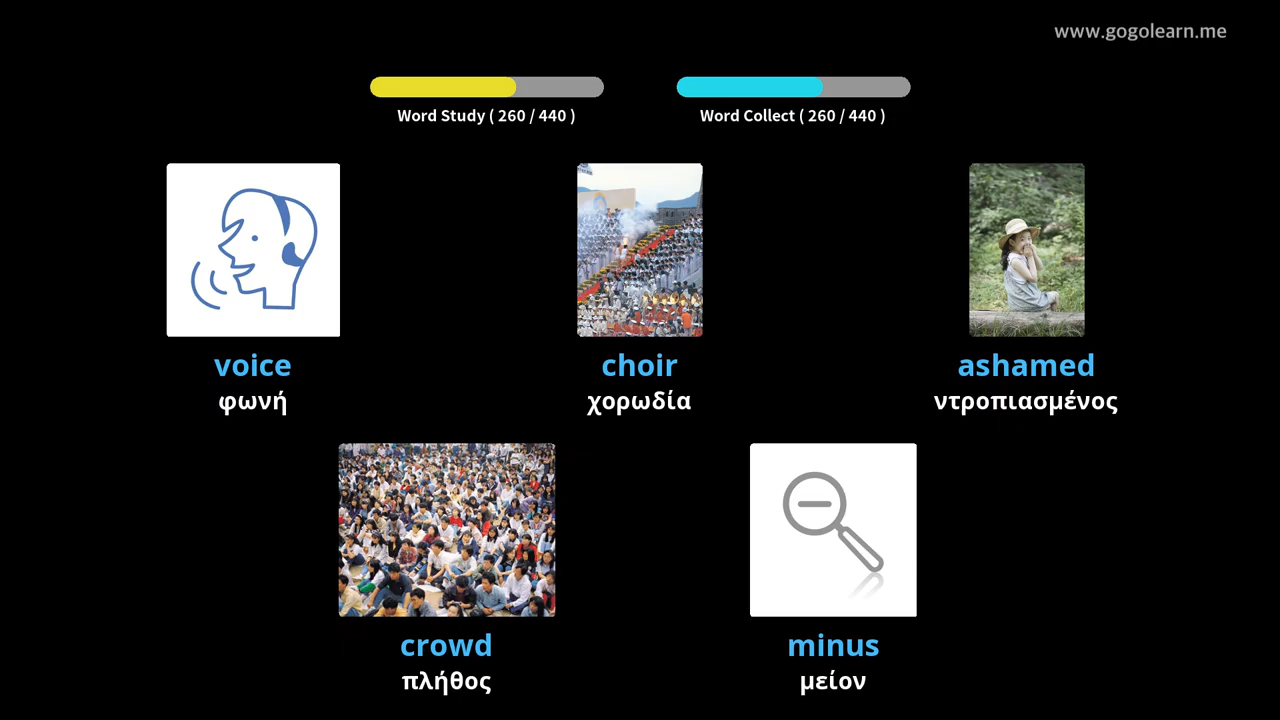 www.gogolearn.me
Word Study ( 260 / 440 )
Word Collect ( 260 / 440 )
voice
φωνή
choir
χορωδία
ashamed
ντροπιασμένος
crowd
πλήθος
minus
μείον